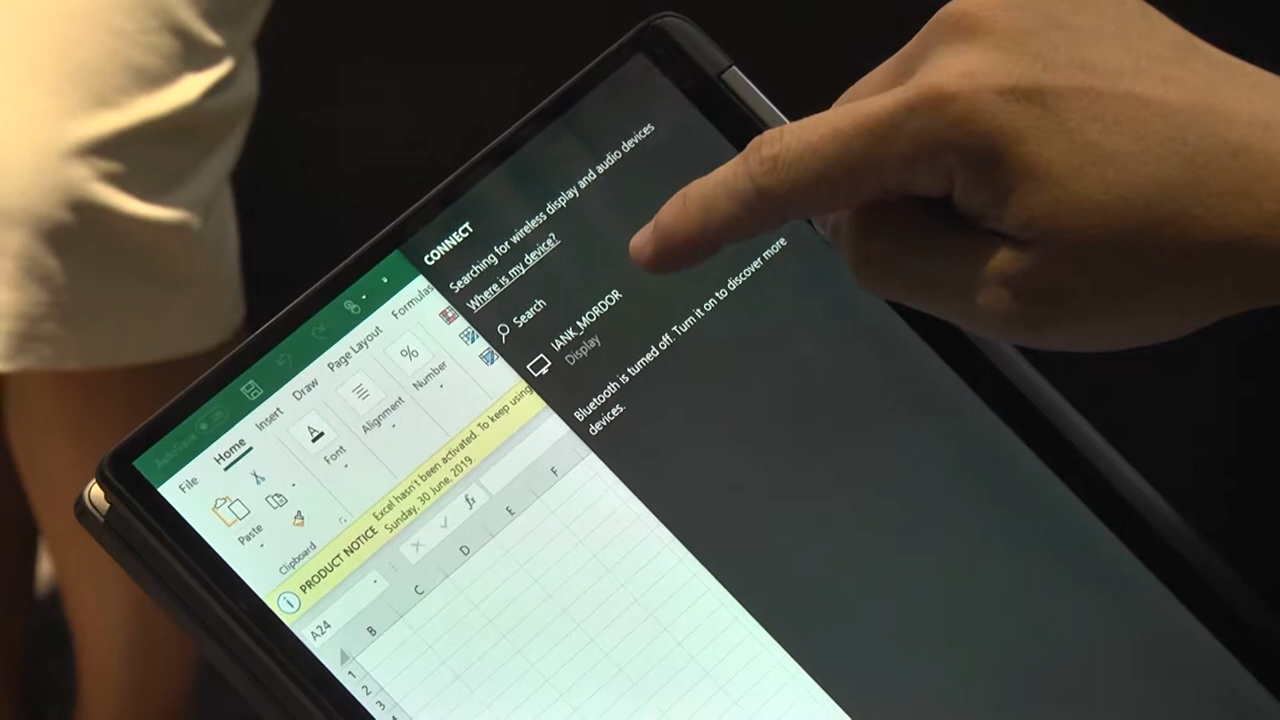 CONNECT
Searching for wireless display and audio devices
Where is my device?
Search
IANK_MORDOR
Display
Bluetooth is turned off. Turn it on to discover more
devices.
AutoSave
File
Home
Insert
Draw
Page Layout
Formulas
Paste
Clipboard
Font
Alignment
%
Number
PRODUCT NOTICE Excel hasn't been activated. To keep using
Sunday, 30 June, 2019.
A24
fx
B
C
D
E
F
1
2
3
4